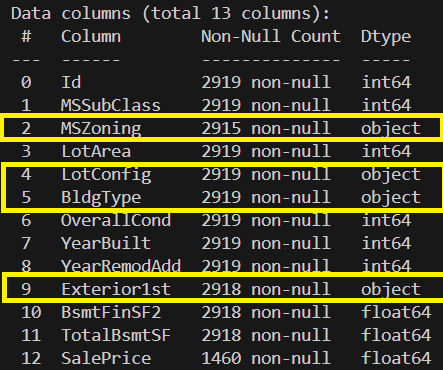 Data columns (total 13 columns):
# Column Non-Null Count Dtype
--- ------ -------------- -----
0 Id 2919 non-null int64
1 MSSubClass 2919 non-null int64
2 MSZoning 2915 non-null object
3 LotArea 2919 non-null int64
4 LotConfig 2919 non-null object
5 BldgType 2919 non-null object
6 OverallCond 2919 non-null int64
7 YearBuilt 2919 non-null int64
8 YearRemodAdd 2919 non-null int64
9 Exterior1st 2918 non-null object
10 BsmtFinSF2 2918 non-null float64
11 TotalBsmtSF 2918 non-null float64
12 SalePrice 1460 non-null float64